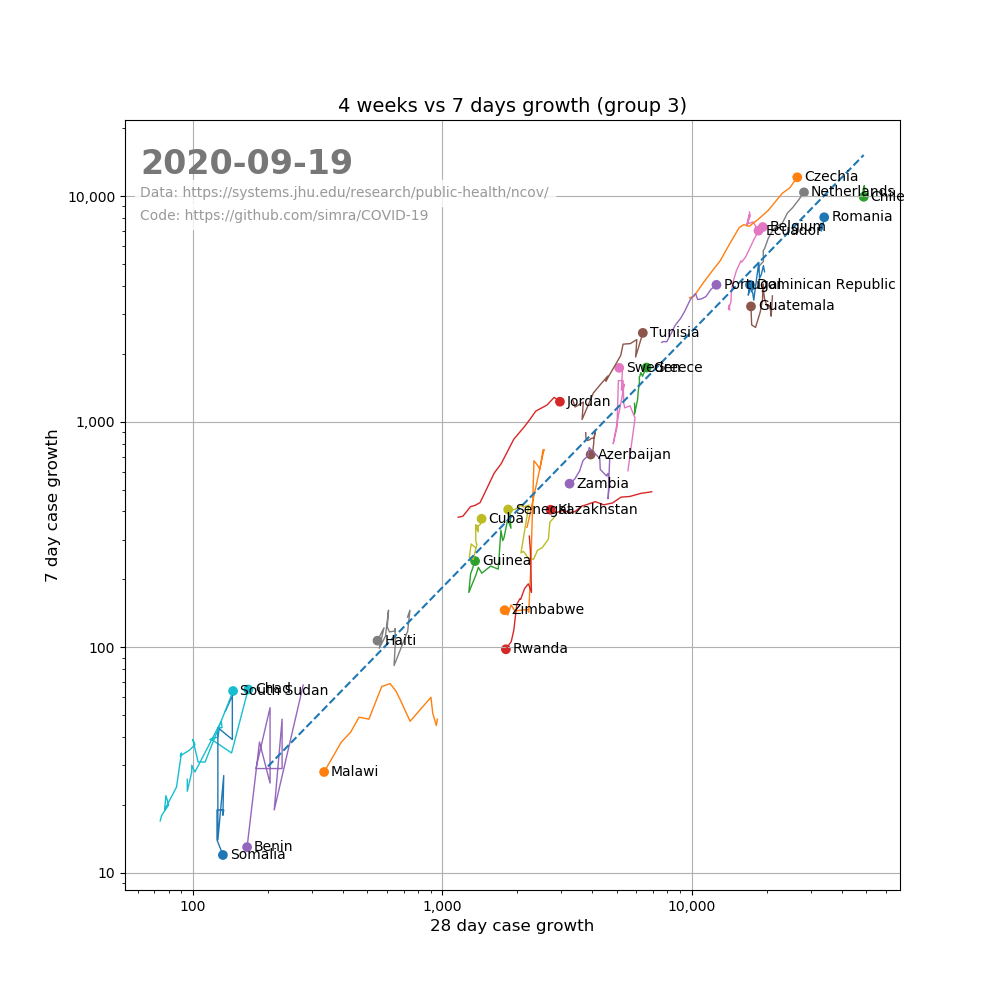 4 weeks vs 7 days growth (group 3)
2020-09-19
Data: https://systems.jhu.edu/research/public-health/ncov/
Code: https://github.com/simra/COVID-19
Czechia
Netherlands
Chile
Romania
Belgium
Ecuador
Portugal
Dominican Republic
Guatemala
Tunisia
Sweden
Greece
Jordan
Azerbaijan
Zambia
Senegal
Kazakhstan
Cuba
Guinea
Zimbabwe
Haiti
Rwanda
Chad
South Sudan
Malawi
Benin
Somalia
10,000
1,000
100
10
7 day case growth
100
1,000
10,000
28 day case growth